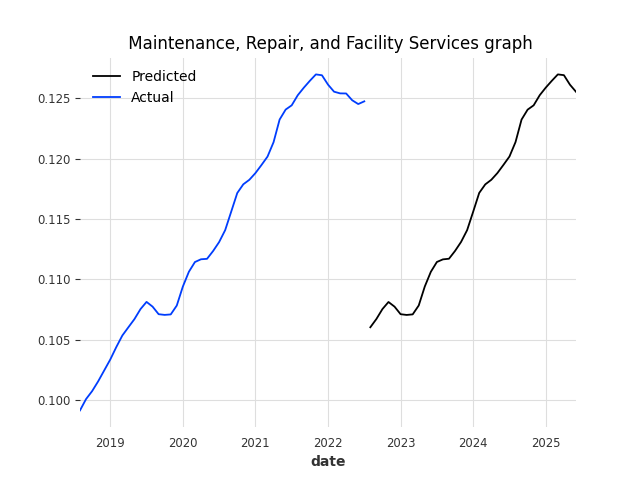 Maintenance, Repair, and Facility Services graph
Predicted
Actual
0.125
0.120
0.115
0.110
0.105
0.100
2019 2020 2021 2022 2023 2024 2025
date